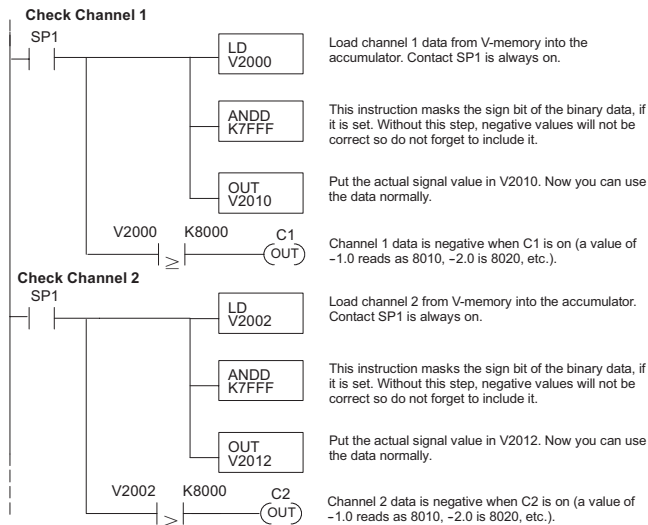 Check Channel 1
SP1
LD
V2000
Load channel 1 data from V-memory into the
accumulator. Contact SP1 is always on.
ANDD
K7FFF
This instruction masks the sign bit of the binary data, if
it is set. Without this step, negative values will not be
correct so do not forget to include it.
OUT
V2010
Put the actual signal value in V2010. Now you can use
the data normally.
V2000 K8000 C1
≥ OUT
Channel 1 data is negative when C1 is on (a value of
–1.0 reads as 8010, –2.0 is 8020, etc.).
Check Channel 2
SP1
LD
V2002
Load channel 2 from V-memory into the accumulator.
Contact SP1 is always on.
ANDD
K7FFF
This instruction masks the sign bit of the binary data, if
it is set. Without this step, negative values will not be
correct so do not forget to include it.
OUT
V2012
Put the actual signal value in V2012. Now you can use
the data normally.
V2002 K8000 C2
≥ OUT
Channel 2 data is negative when C2 is on (a value of
–1.0 reads as 8010, –2.0 is 8020, etc.).